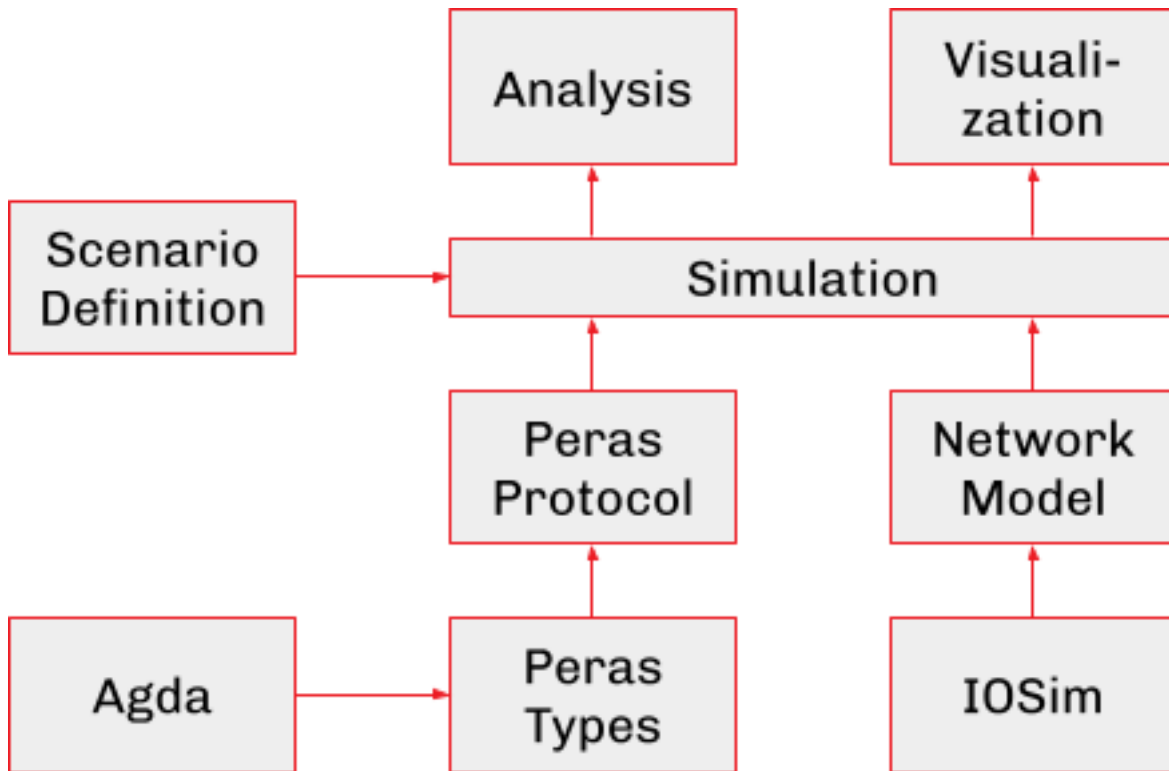 Analysis
Visuali-
zation
Scenario
Definition
Simulation
Peras
Protocol
Network
Model
Agda
Peras
Types
IOSim